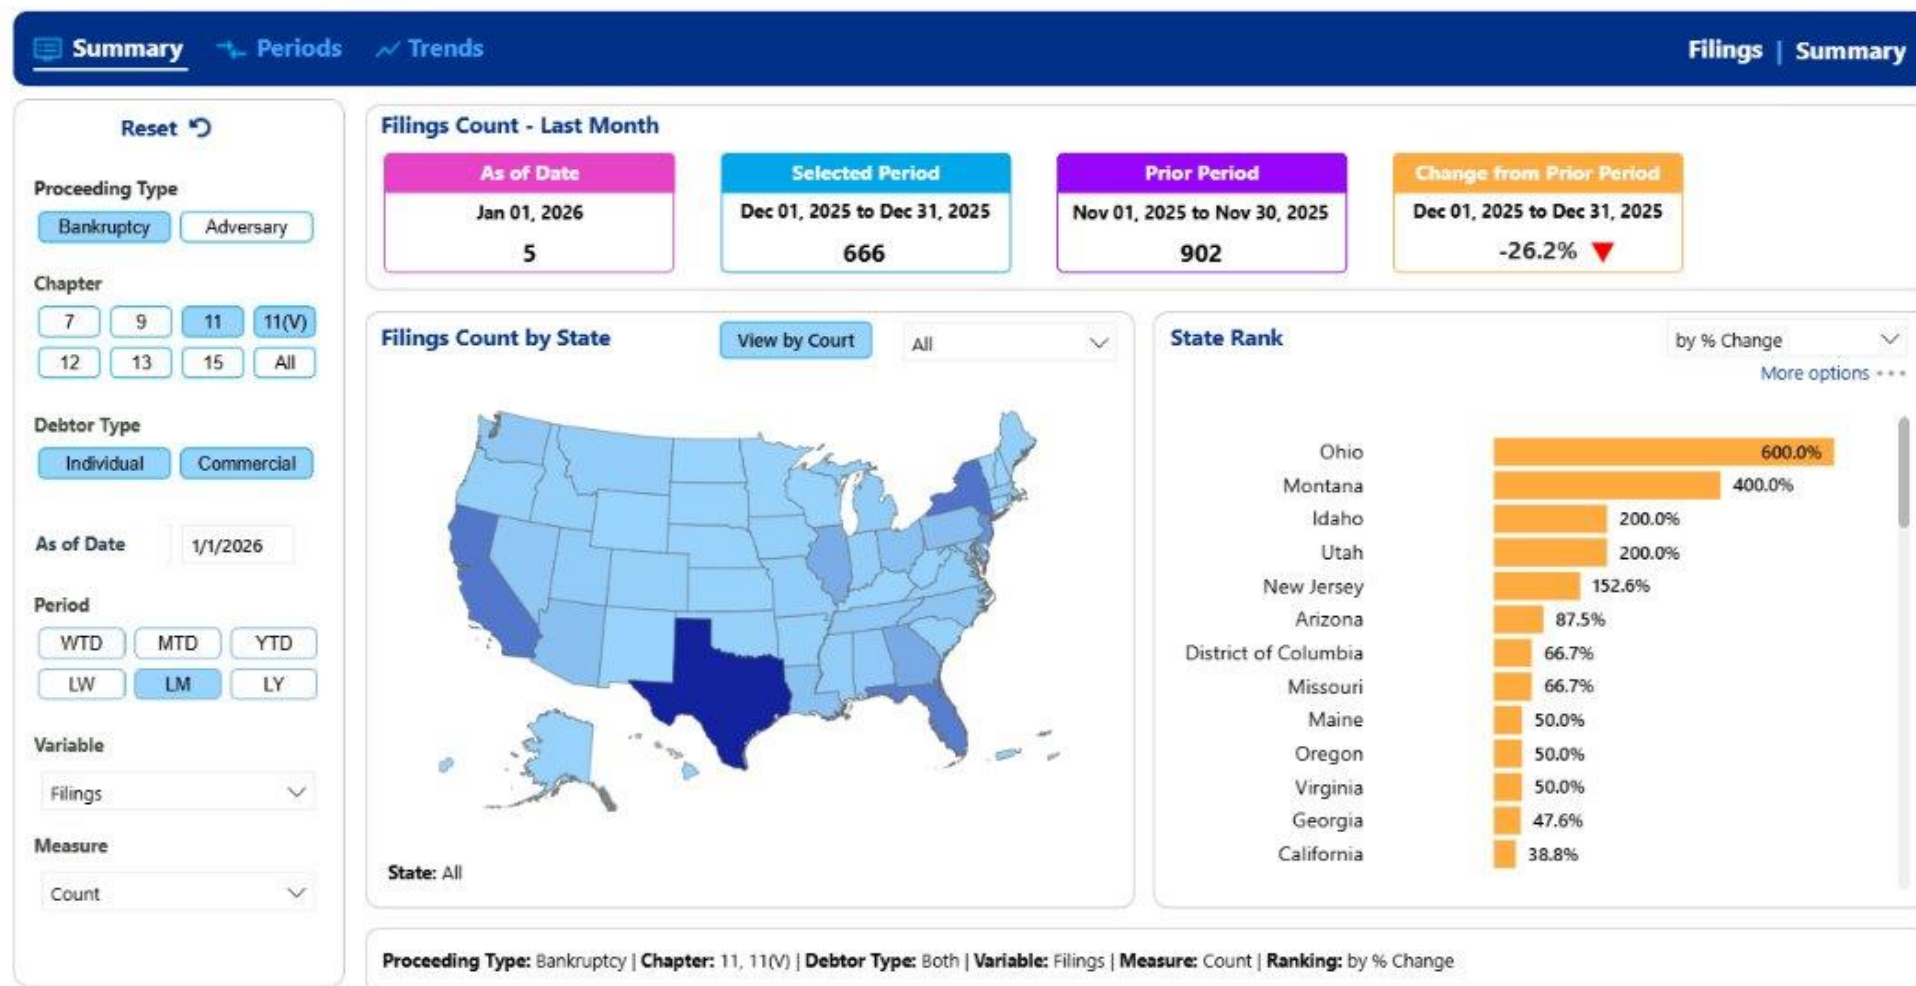 Summary Periods Trends Filings | Summary
Reset
Proceeding Type
Bankruptcy Adversary
Chapter
7 9 11 11(V)
12 13 15 All
Debtor Type
Individual Commercial
As of Date 1/1/2026
Period
WTD MTD YTD
LW LM LY
Variable
Filings
Measure
Count
Filings Count - Last Month
As of Date
Jan 01, 2026
5
Selected Period
Dec 01, 2025 to Dec 31, 2025
666
Prior Period
Nov 01, 2025 to Nov 30, 2025
902
Change from Prior Period
Dec 01, 2025 to Dec 31, 2025
-26.2%
Filings Count by State View by Court All
State: All
State Rank by % Change
More options
Ohio 600.0%
Montana 400.0%
Idaho 200.0%
Utah 200.0%
New Jersey 152.6%
Arizona 87.5%
District of Columbia 66.7%
Missouri 66.7%
Maine 50.0%
Oregon 50.0%
Virginia 50.0%
Georgia 47.6%
California 38.8%
Proceeding Type: Bankruptcy | Chapter: 11, 11(V) | Debtor Type: Both | Variable: Filings | Measure: Count | Ranking: by % Change